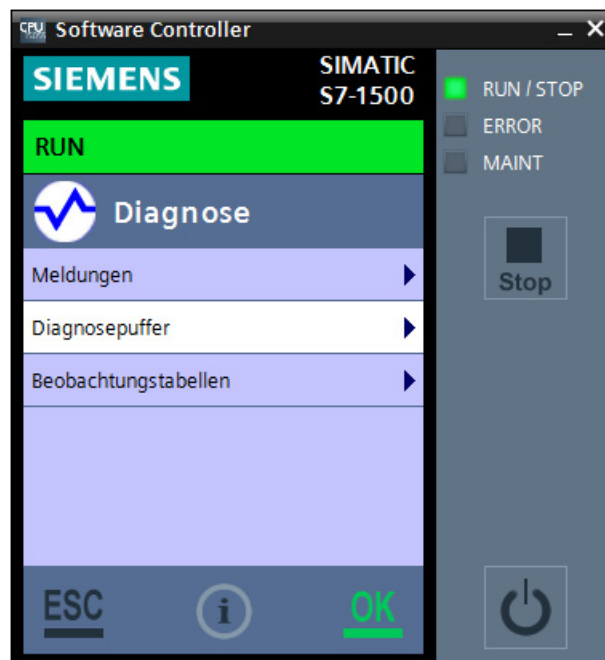 CPU
Software Controller
SIEMENS
SIMATIC
S7-1500
RUN / STOP
ERROR
MAINT
RUN
Diagnose
Stop
Meldungen
Diagnosepuffer
Beobachtungstabellen
ESC
i
OK